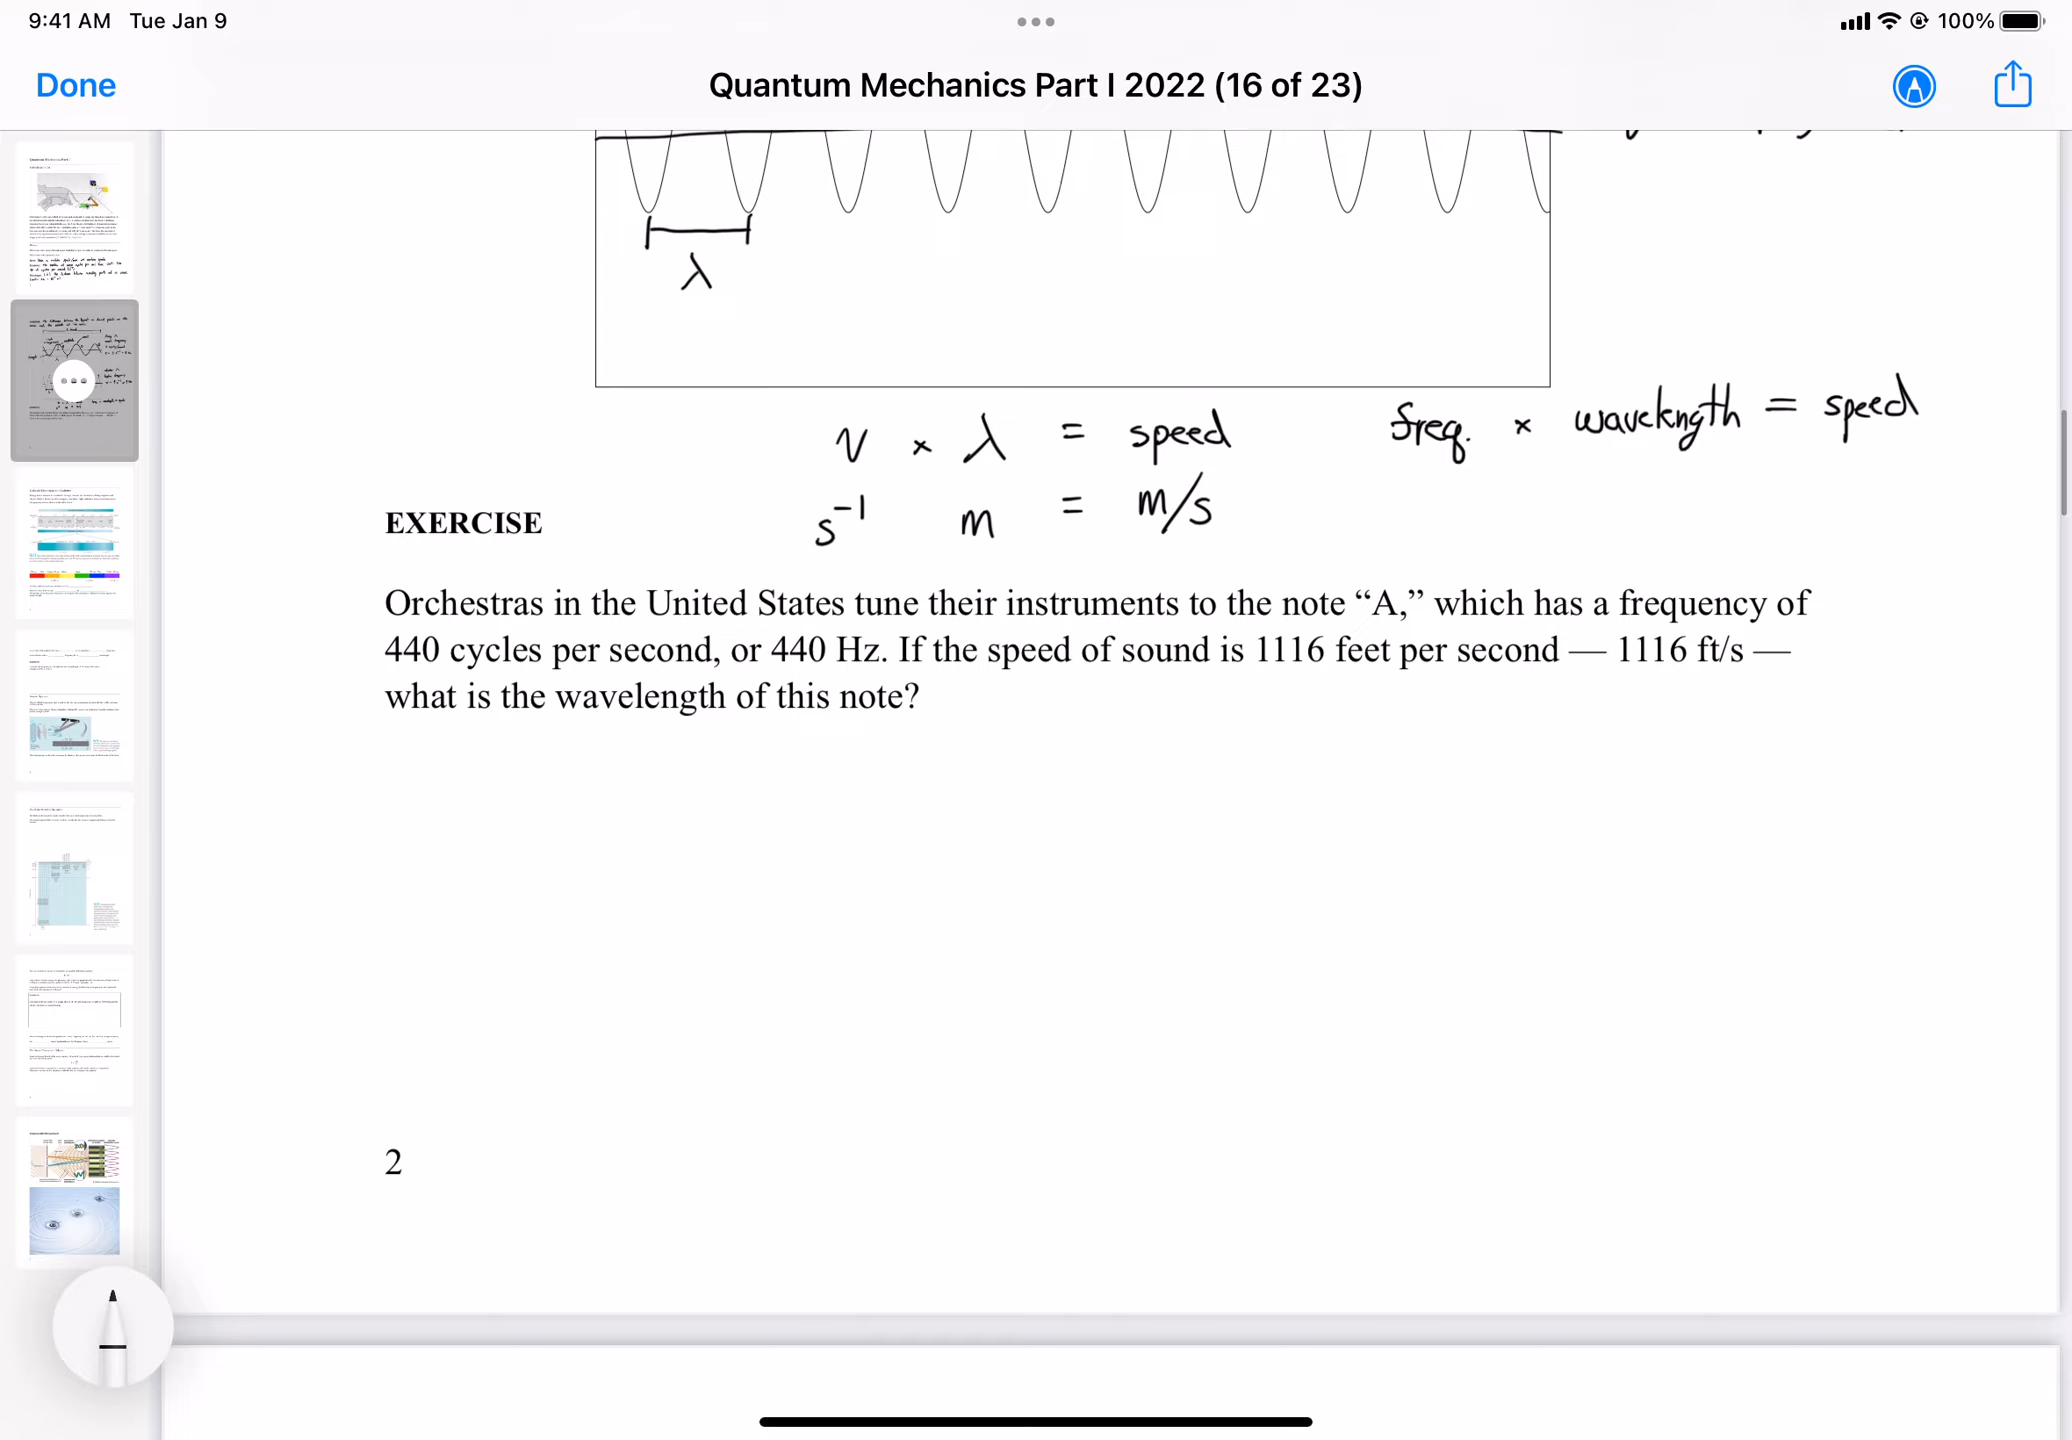 9:41 AM Tue Jan 9
100%
Done
Quantum Mechanics Part I 2022 (16 of 23)
λ
ν × λ = speed
freq. × wavelength = speed
s⁻¹ m = m/s
EXERCISE
Orchestras in the United States tune their instruments to the note “A,” which has a frequency of
440 cycles per second, or 440 Hz. If the speed of sound is 1116 feet per second — 1116 ft/s —
what is the wavelength of this note?
2